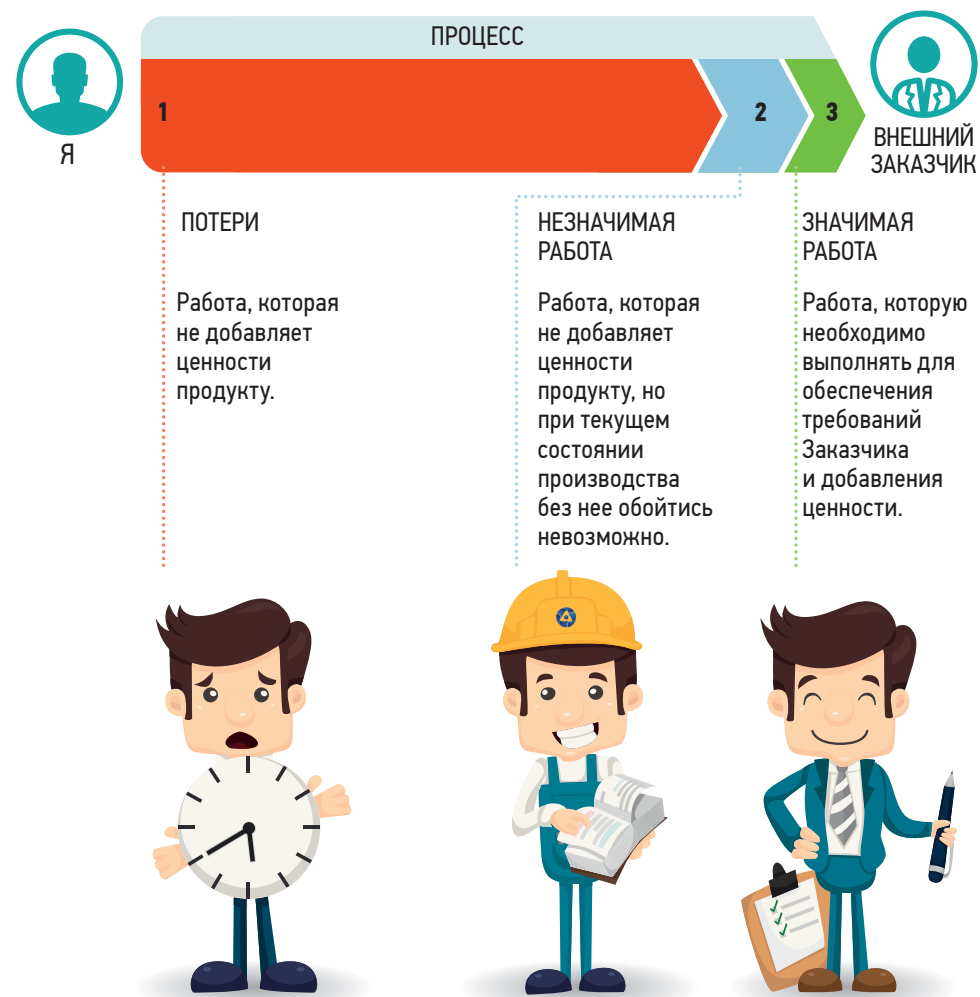 ПРОЦЕСС
Я
1
2
3
ВНЕШНИЙ
ЗАКАЗЧИК
ПОТЕРИ
Работа, которая
не добавляет
ценности
продукту.
НЕЗНАЧИМАЯ
РАБОТА
Работа, которая
не добавляет
ценности
продукту, но
при текущем
состоянии
производства
без нее обойтись
невозможно.
ЗНАЧИМАЯ
РАБОТА
Работа, которую
необходимо
выполнять для
обеспечения
требований
Заказчика
и добавления
ценности.